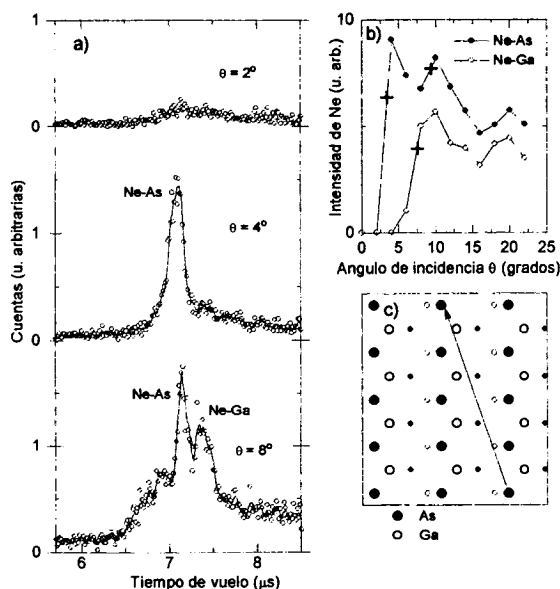 a)
θ = 2°
Ne-As
θ = 4°
Ne-As
Ne-Ga
θ = 8°
1
0
1
0
1
0
6
7
8
Cuentas (u. arbitrarias)
Tiempo de vuelo (μs)
b)
Ne-As
Ne-Ga
10
0
0
5
10
15
20
25
Intensidad de Ne (u. arb.)
Angulo de incidencia θ (grados)
c)
As
Ga